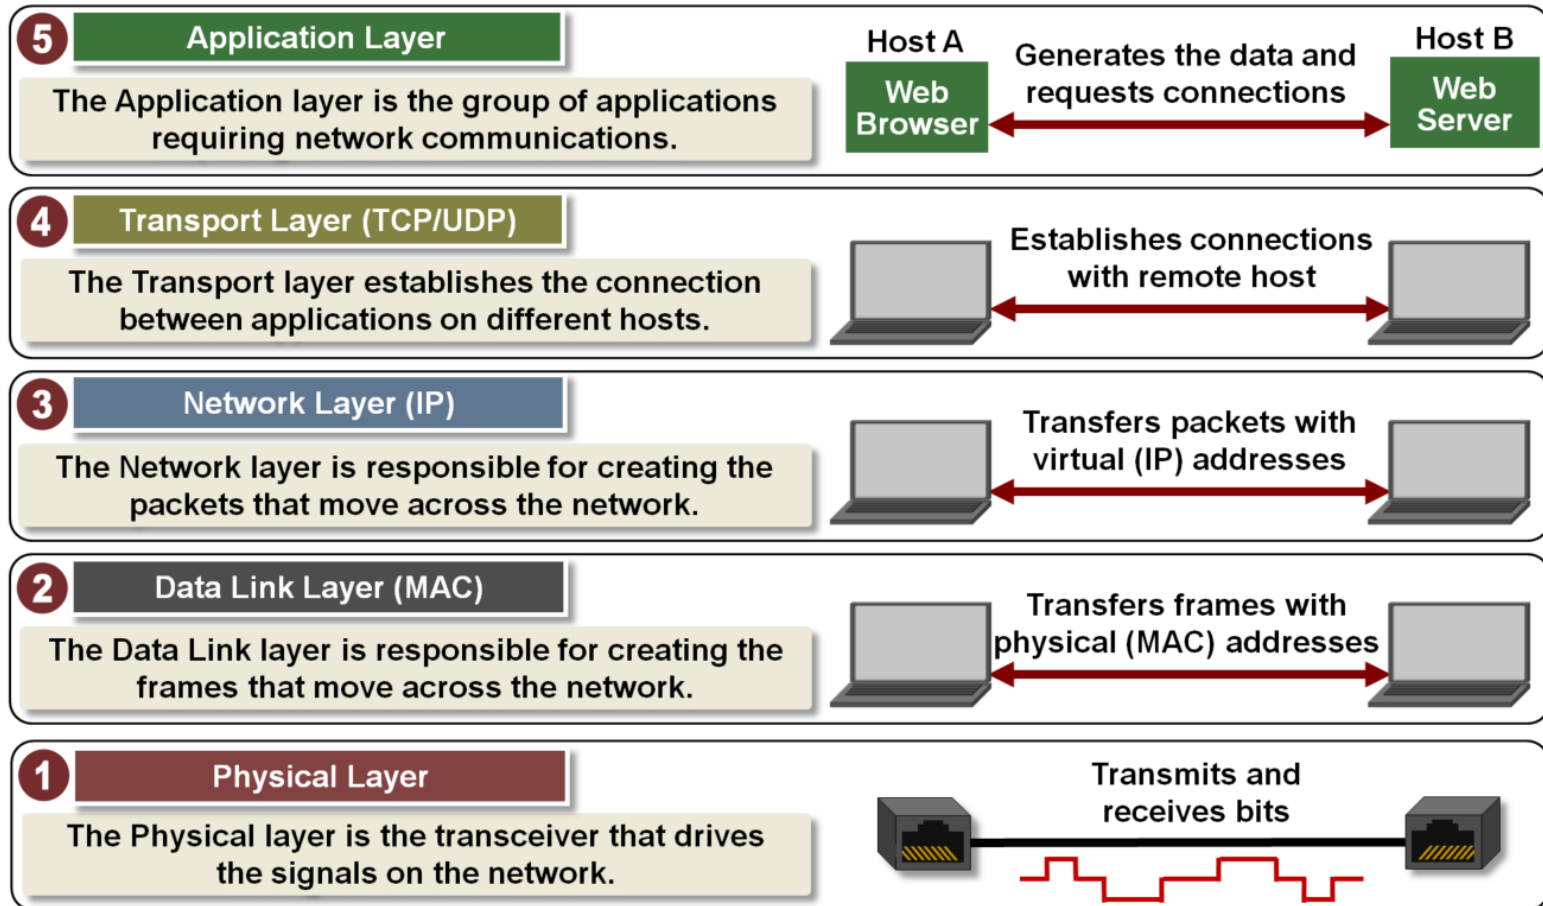 5
Application Layer
The Application layer is the group of applications
requiring network communications.
Host A
Web
Browser
Generates the data and
requests connections
Host B
Web
Server
4
Transport Layer (TCP/UDP)
The Transport layer establishes the connection
between applications on different hosts.
Establishes connections
with remote host
3
Network Layer (IP)
The Network layer is responsible for creating the
packets that move across the network.
Transfers packets with
virtual (IP) addresses
2
Data Link Layer (MAC)
The Data Link layer is responsible for creating the
frames that move across the network.
Transfers frames with
physical (MAC) addresses
1
Physical Layer
The Physical layer is the transceiver that drives
the signals on the network.
Transmits and
receives bits